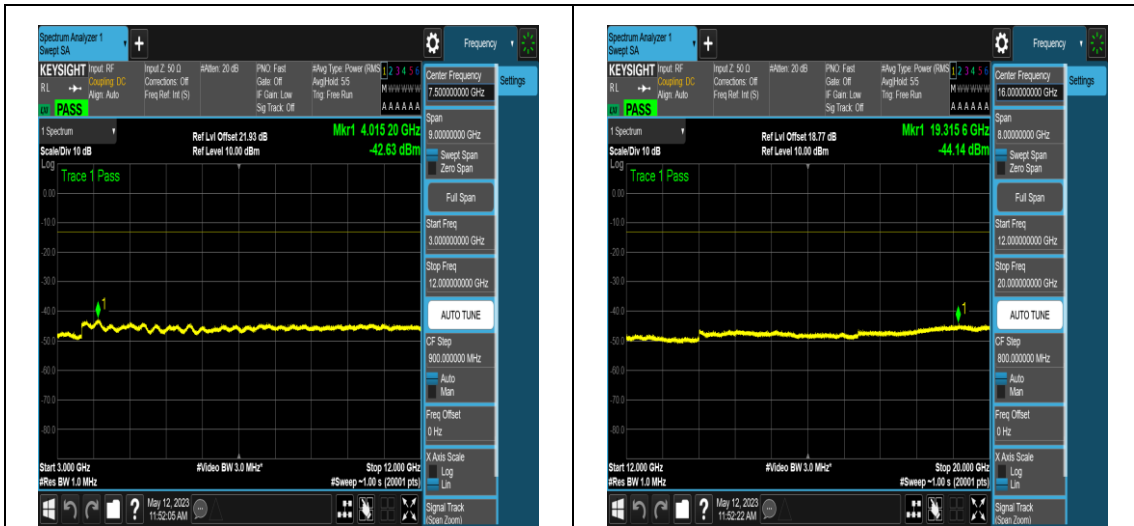 Spectrum Analyzer 1
Swept SA
Frequency
KEYSIGHT
RL
Input: RF
Coupling: DC
Align: Auto
Input Z: 50 Ω
Corrections: Off
Freq Ref: Int (S)
#Atten: 20 dB
PNO: Fast
Gate: Off
IF Gain: Low
Sig Track: Off
#Avg Type: Power (RMS
Avg|Hold: 5/5
Trig: Free Run
1 2 3 4 5 6
M W W W W W
A A A A A A
PASS
Center Frequency
7.500000000 GHz
Settings
Span
9.00000000 GHz
Swept Span
Zero Span
Full Span
Start Freq
3.000000000 GHz
Stop Freq
12.000000000 GHz
AUTO TUNE
CF Step
900.000000 MHz
Auto
Man
Freq Offset
0 Hz
X Axis Scale
Log
Lin
Signal Track
(Span Zoom)
1 Spectrum
Scale/Div 10 dB
Ref Lvl Offset 21.93 dB
Ref Level 10.00 dBm
Mkr1 4.015 20 GHz
-42.63 dBm
Log
Trace 1 Pass
0.00
-10.0
-20.0
-30.0
-40.0
-50.0
-60.0
-70.0
-80.0
1
Start 3.000 GHz
#Res BW 1.0 MHz
#Video BW 3.0 MHz*
Stop 12.000 GHz
#Sweep ~1.00 s (20001 pts)
May 12, 2023
11:52:05 AM
Spectrum Analyzer 1
Swept SA
Frequency
KEYSIGHT
RL
Input: RF
Coupling: DC
Align: Auto
Input Z: 50 Ω
Corrections: Off
Freq Ref: Int (S)
#Atten: 20 dB
PNO: Fast
Gate: Off
IF Gain: Low
Sig Track: Off
#Avg Type: Power (RMS
Avg|Hold: 5/5
Trig: Free Run
1 2 3 4 5 6
M W W W W W
A A A A A A
PASS
Center Frequency
16.000000000 GHz
Settings
Span
8.00000000 GHz
Swept Span
Zero Span
Full Span
Start Freq
12.000000000 GHz
Stop Freq
20.000000000 GHz
AUTO TUNE
CF Step
800.000000 MHz
Auto
Man
Freq Offset
0 Hz
X Axis Scale
Log
Lin
Signal Track
(Span Zoom)
1 Spectrum
Scale/Div 10 dB
Ref Lvl Offset 18.77 dB
Ref Level 10.00 dBm
Mkr1 19.315 6 GHz
-44.14 dBm
Log
Trace 1 Pass
0.00
-10.0
-20.0
-30.0
-40.0
-50.0
-60.0
-70.0
-80.0
1
Start 12.000 GHz
#Res BW 1.0 MHz
#Video BW 3.0 MHz*
Stop 20.000 GHz
#Sweep ~1.00 s (20001 pts)
May 12, 2023
11:52:22 AM